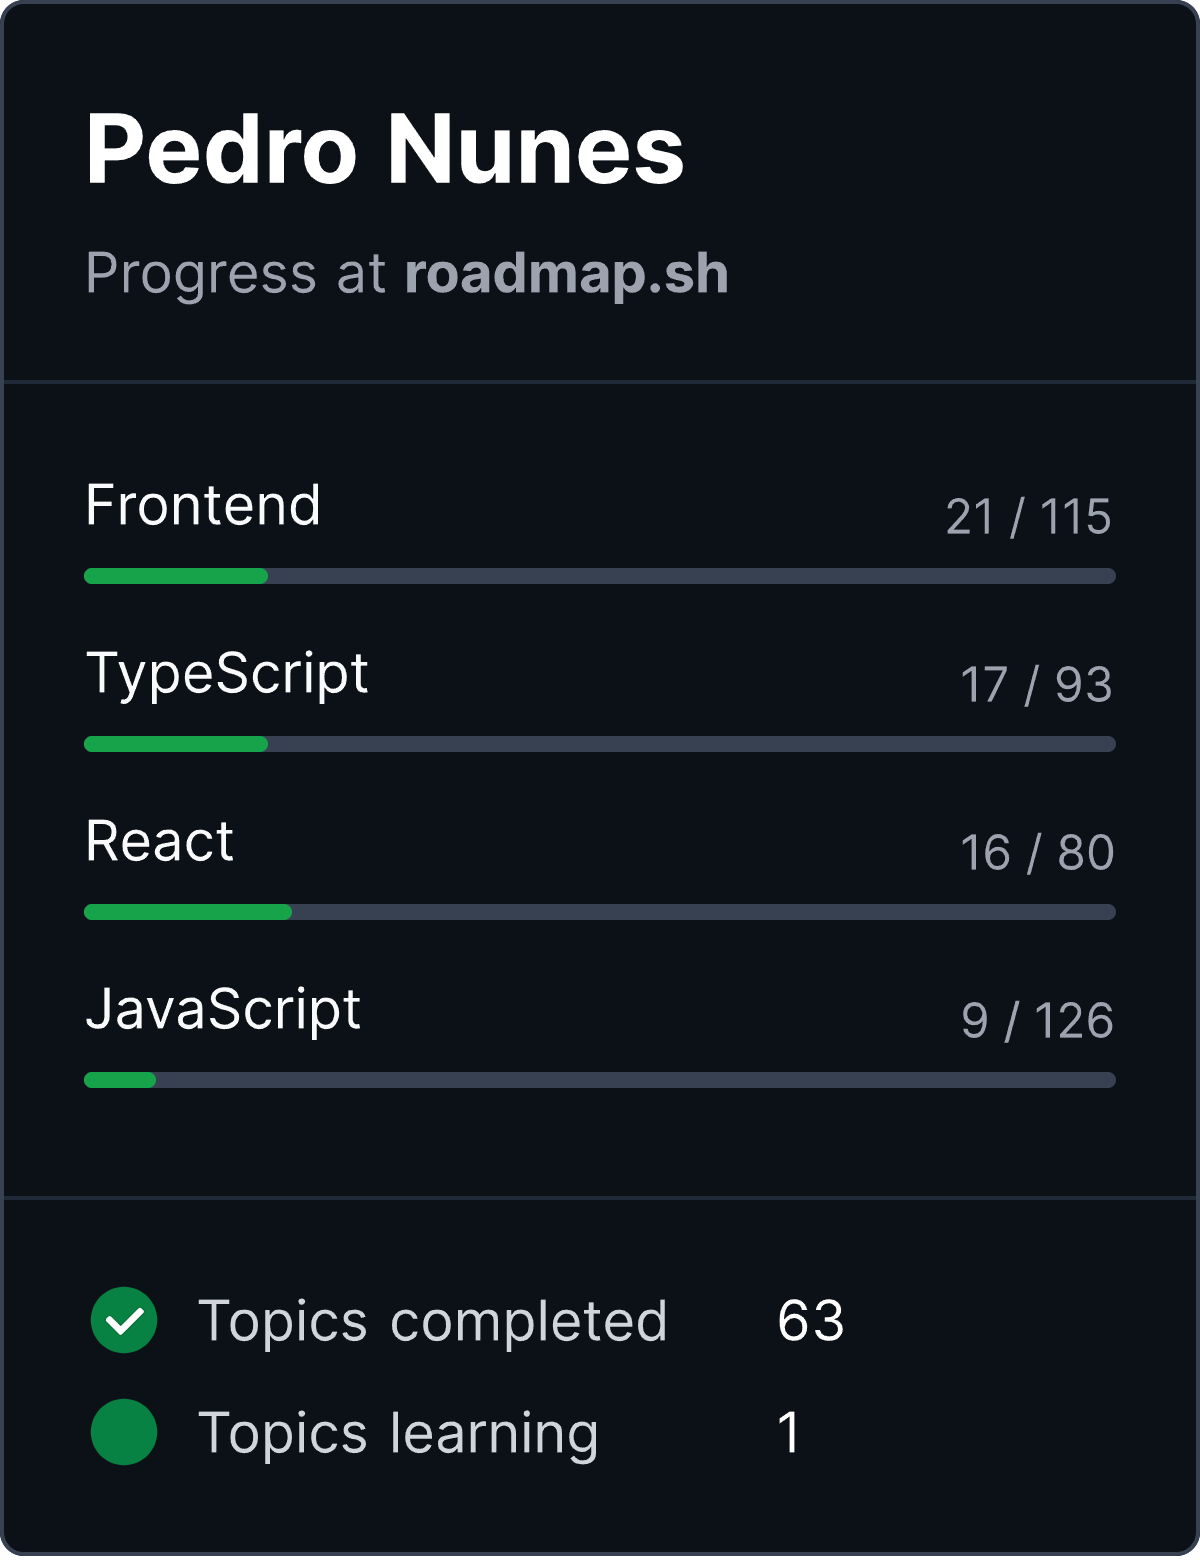 Pedro Nunes
Progress at roadmap.sh
Frontend 21 / 115
TypeScript 17 / 93
React 16 / 80
JavaScript 9 / 126
Topics completed 63
Topics learning 1